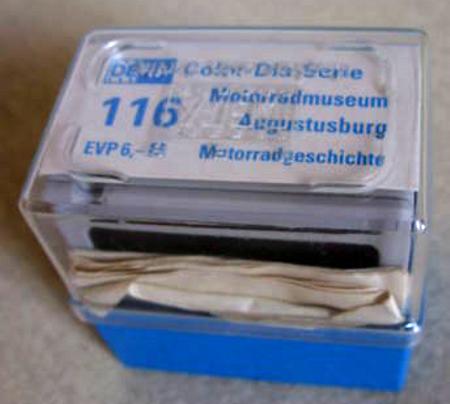 Color-Dia-Serie
116
Motorradmuseum
Augustusburg
EVP 6,-
Motorradgeschichte